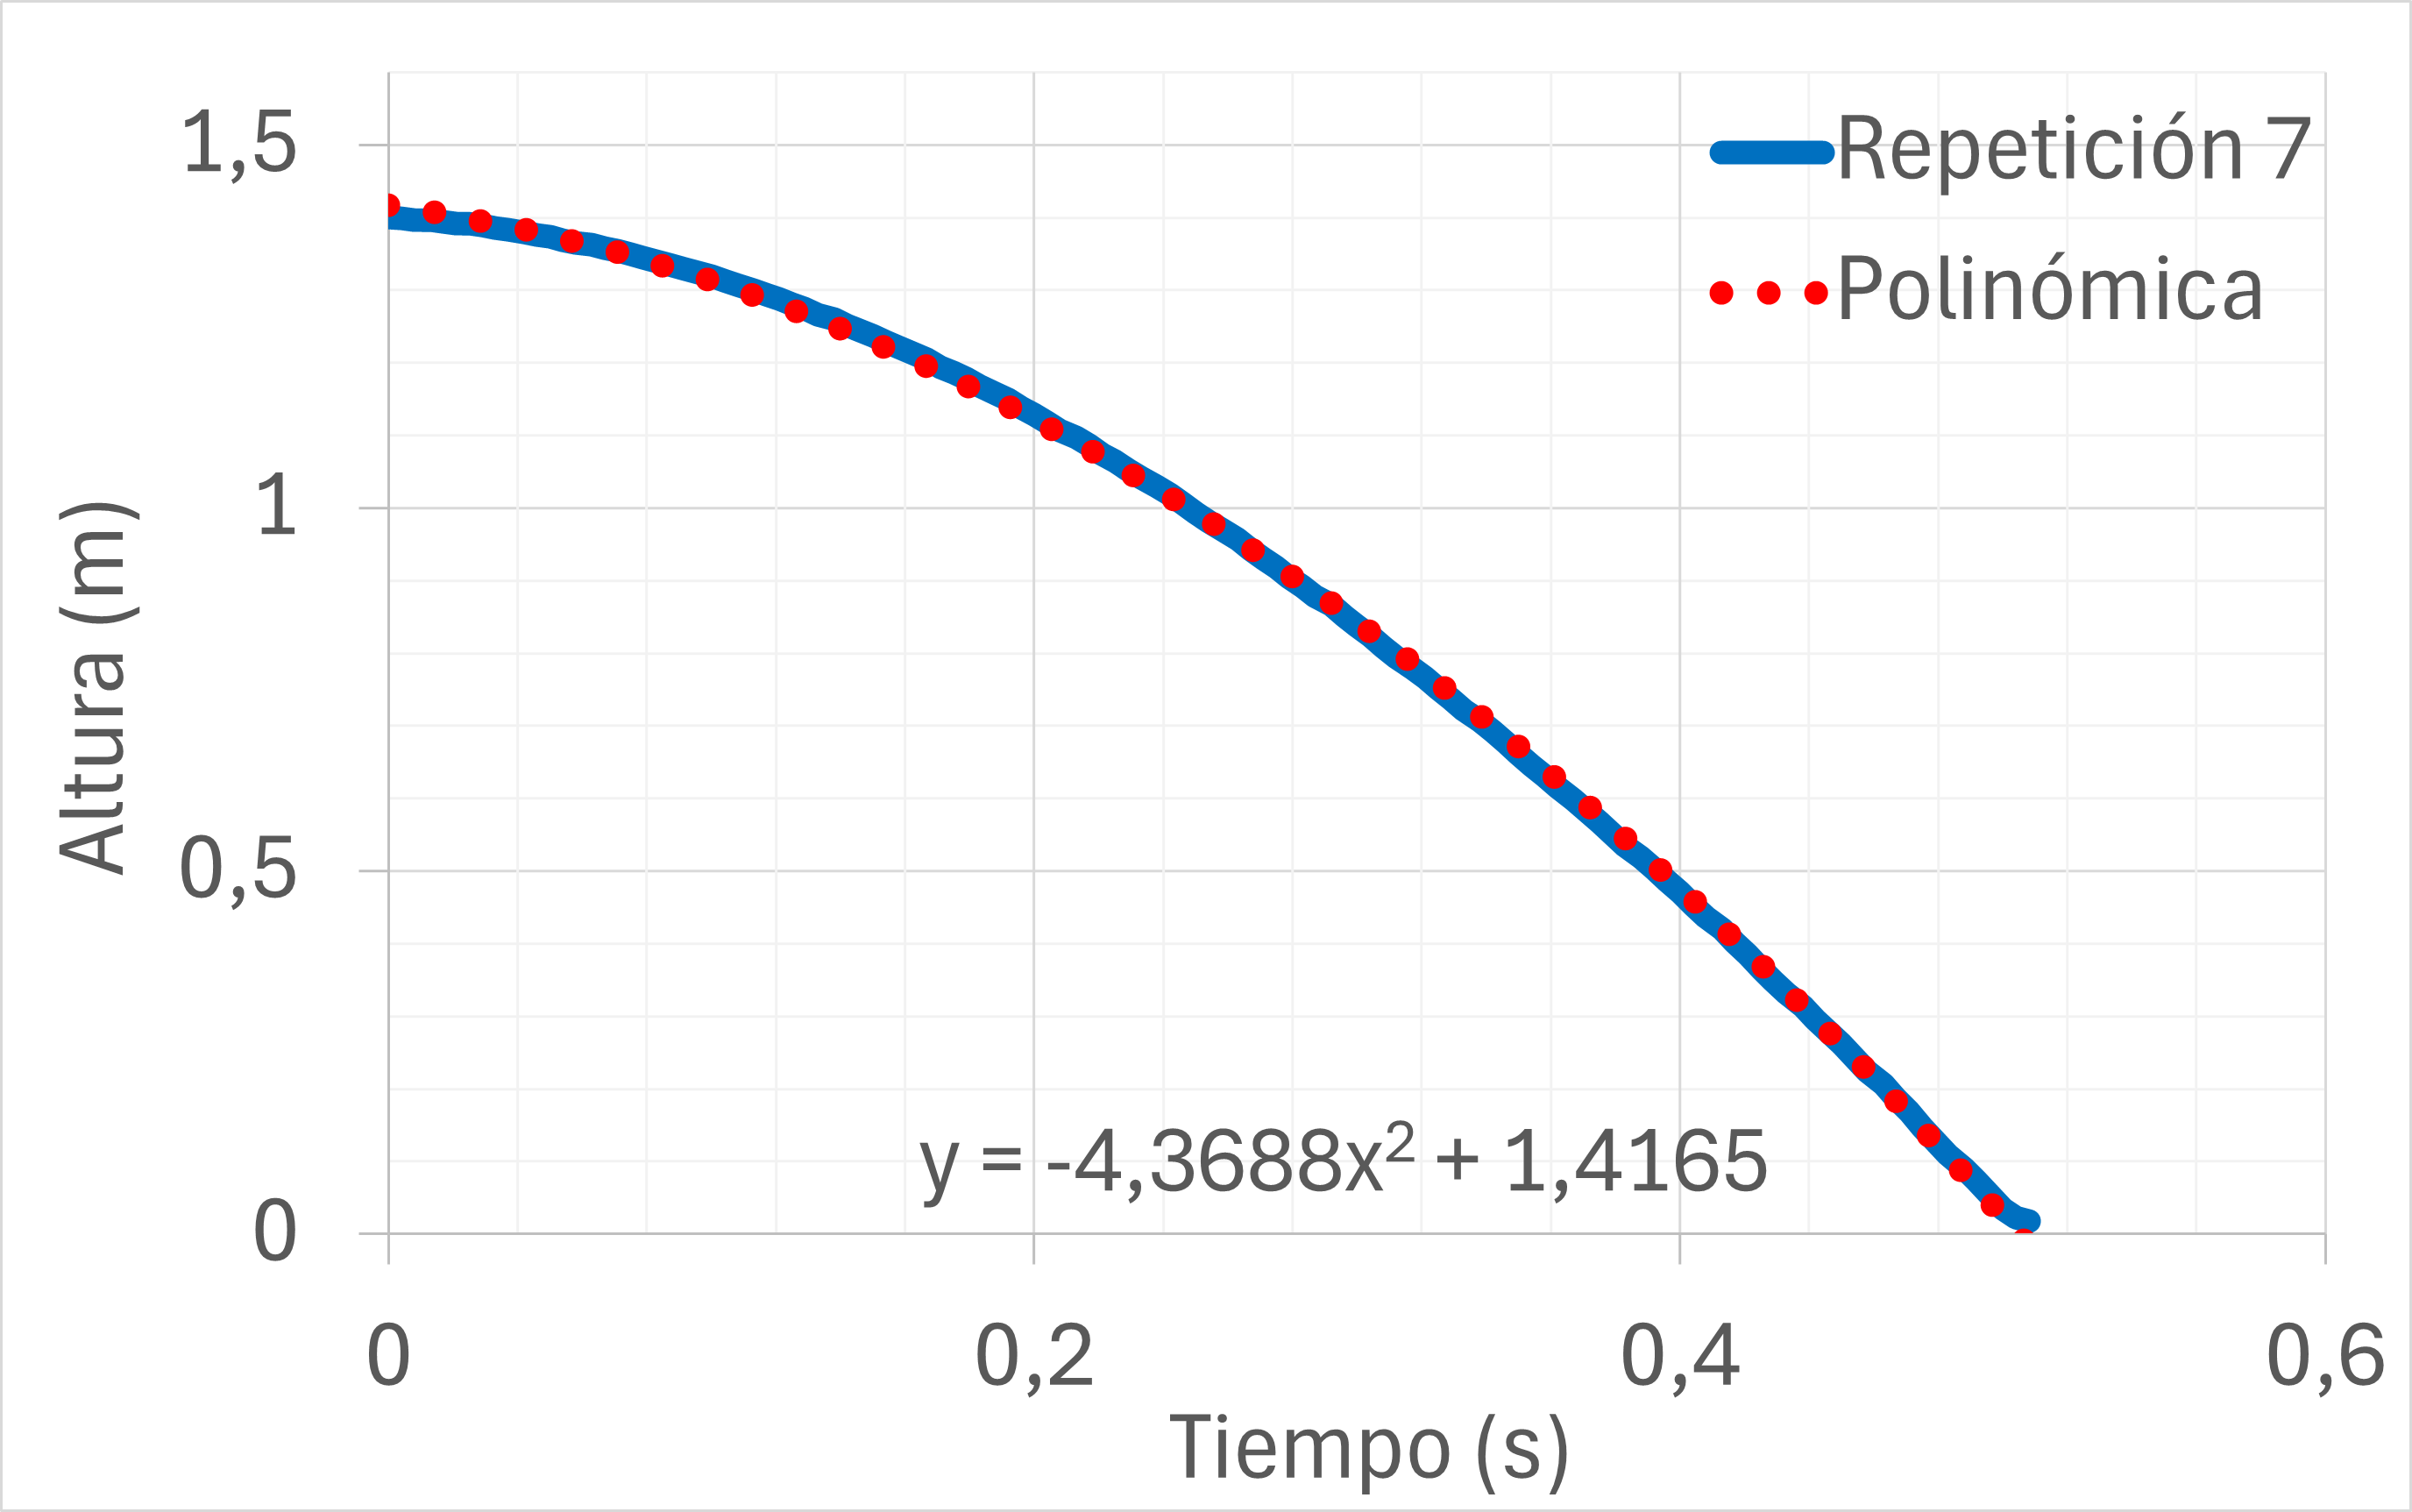 1,5
1
0,5
0
Altura (m)
Repetición 7
Polinómica
y = -4,3688x² + 1,4165
0
0,2
0,4
0,6
Tiempo (s)